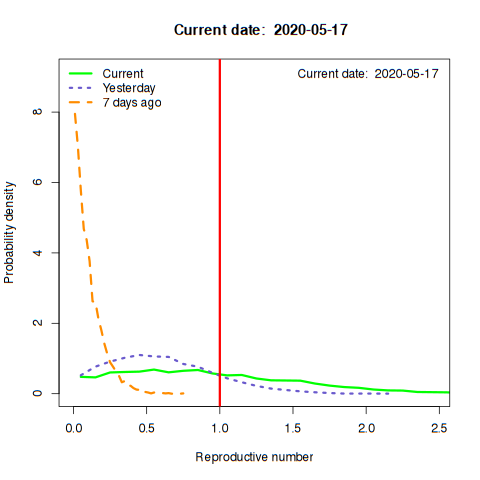 Current date:  2020-05-17
Current date:  2020-05-17
Current
Yesterday
7 days ago
Probability density
8
6
4
2
0
0.0 0.5 1.0 1.5 2.0 2.5
Reproductive number